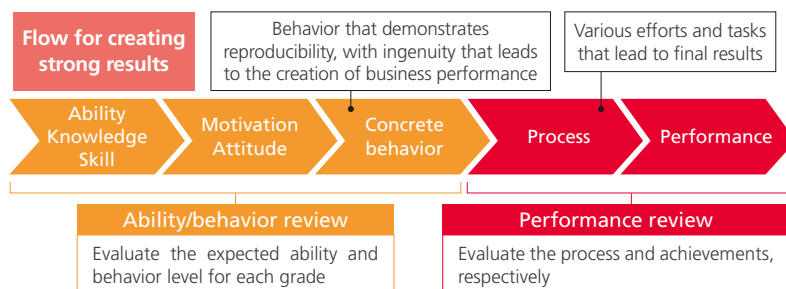 Flow for creating
strong results
Behavior that demonstrates
reproducibility, with ingenuity that leads
to the creation of business performance
Various efforts and tasks
that lead to final results
Ability
Knowledge
Skill
Motivation
Attitude
Concrete
behavior
Process
Performance
Ability/behavior review
Evaluate the expected ability and
behavior level for each grade
Performance review
Evaluate the process and achievements,
respectively